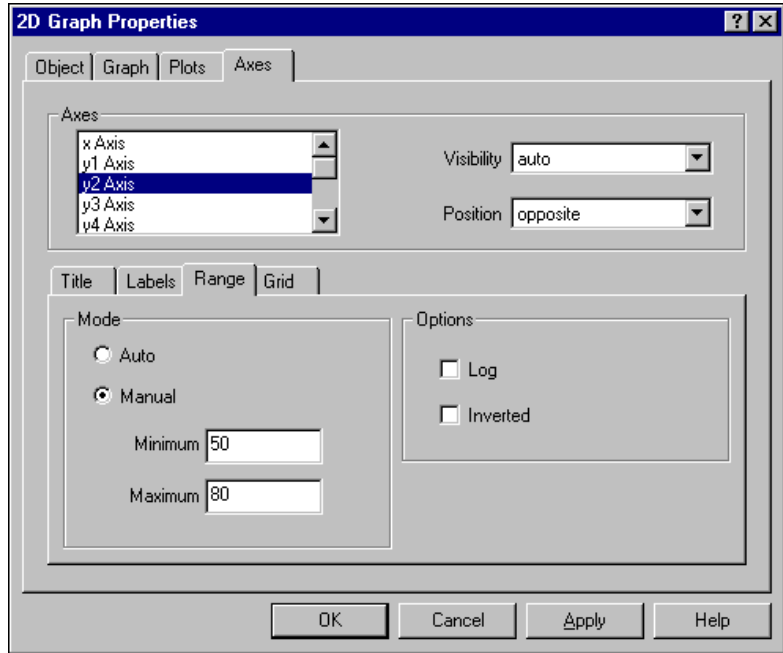 2D Graph Properties
Object Graph Plots Axes
Axes
x Axis
y1 Axis
y2 Axis
y3 Axis
y4 Axis
Visibility auto
Position opposite
Title Labels Range Grid
Mode
Auto
Manual
Minimum 50
Maximum 80
Options
Log
Inverted
OK Cancel Apply Help